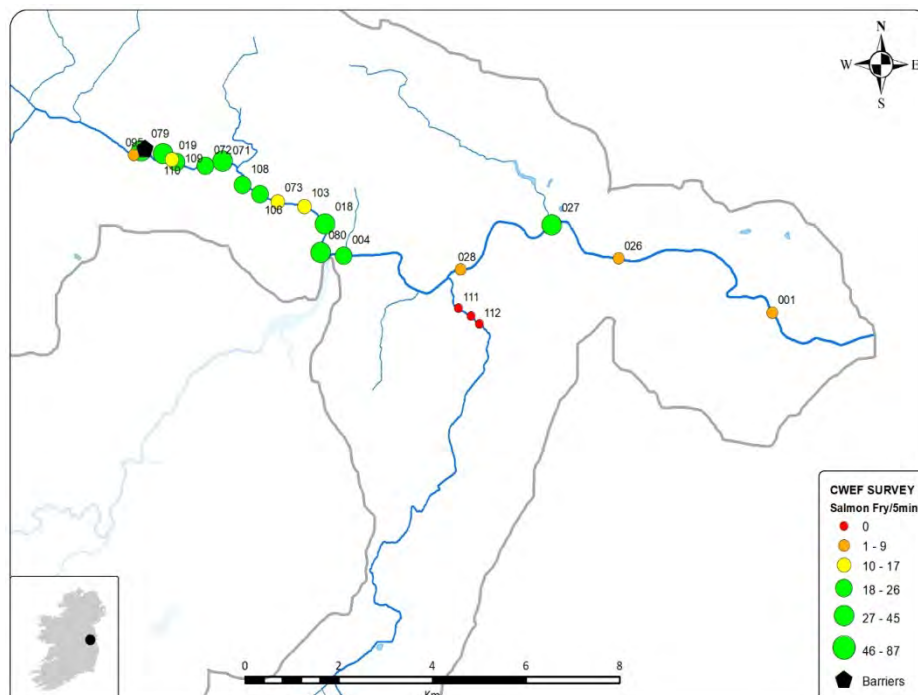 N
W E
S
095 079 019
110 109 072 071
108
106 073 103
018
080 004
027
028 026
111
112
001
CWEF SURVEY
Salmon Fry/5min
0
1 - 9
10 - 17
18 - 26
27 - 45
46 - 87
Barriers
0 2 4 6 8
Km